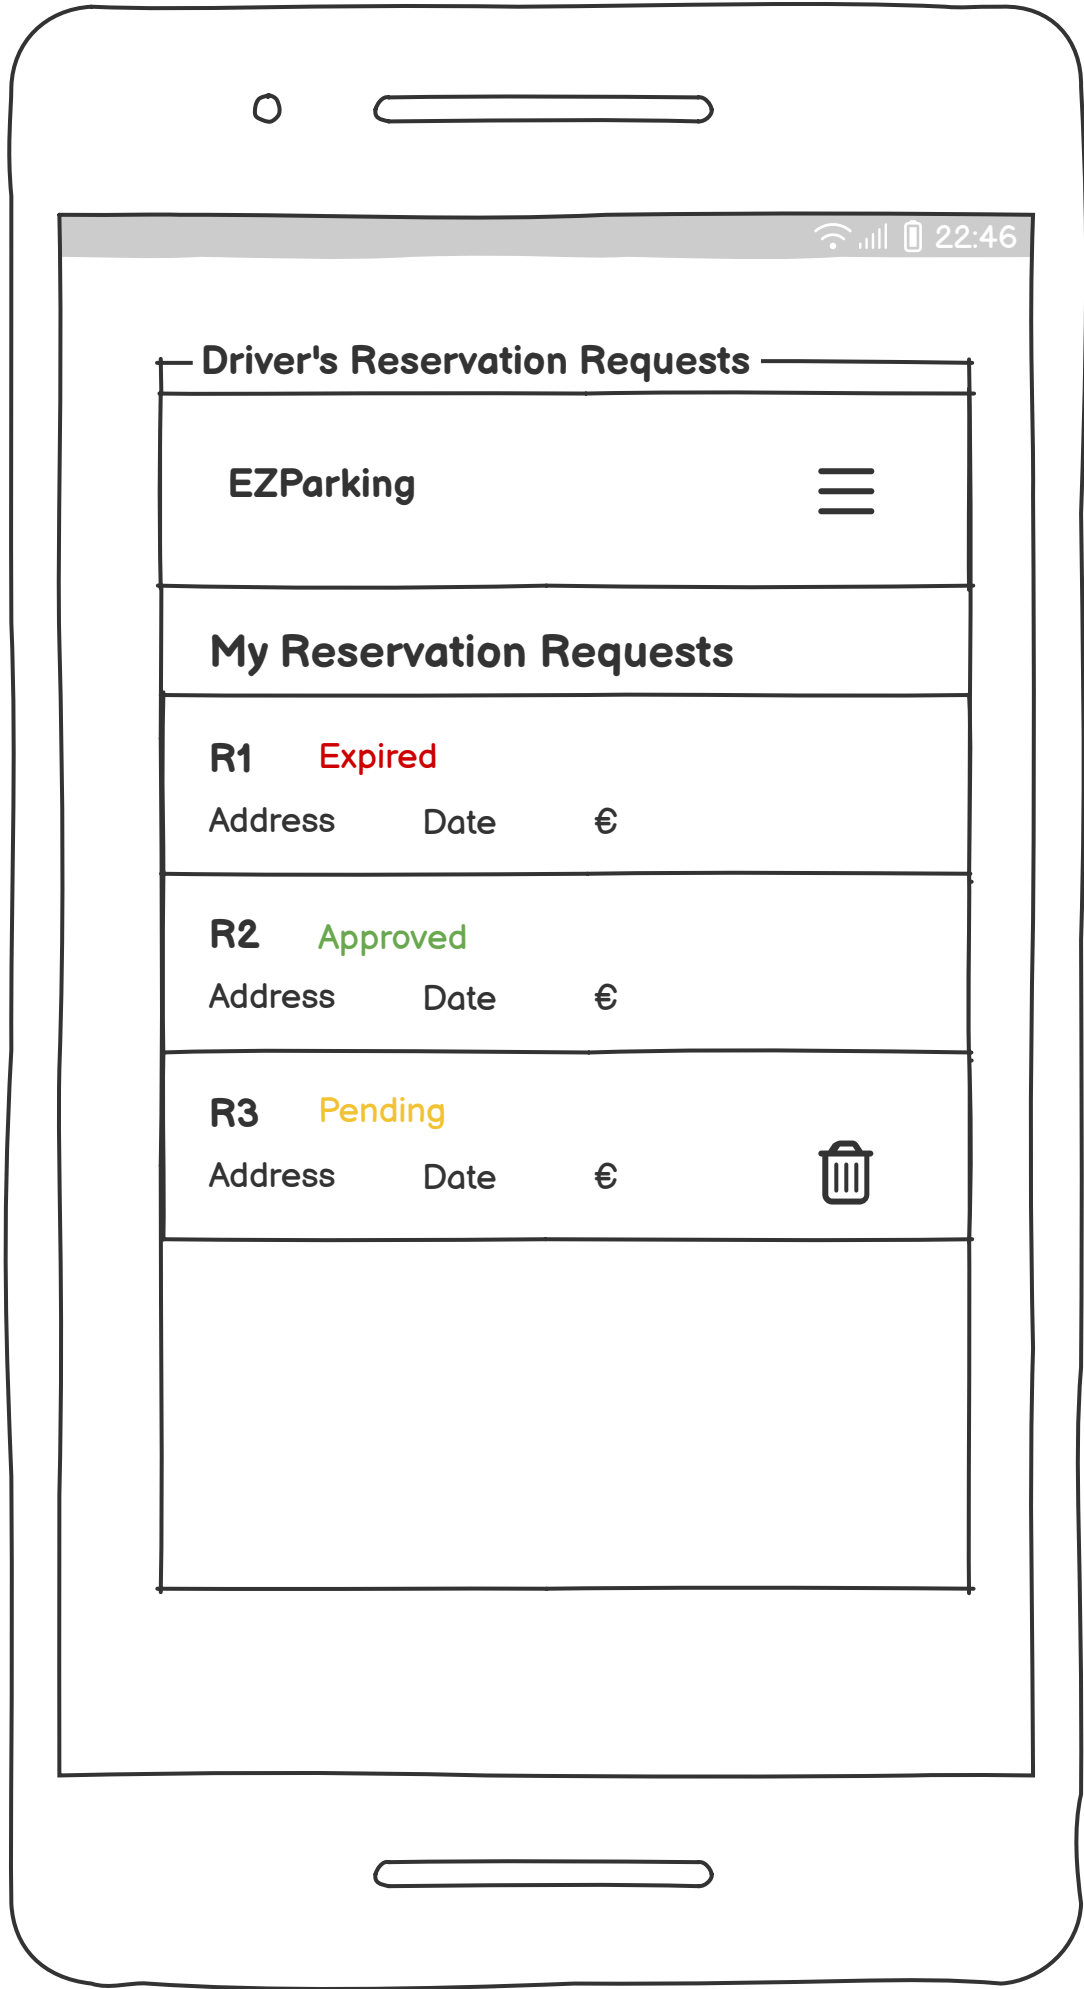 22:46
Driver's Reservation Requests
EZParking
My Reservation Requests
R1 Expired
Address Date €
R2 Approved
Address Date €
R3 Pending
Address Date €